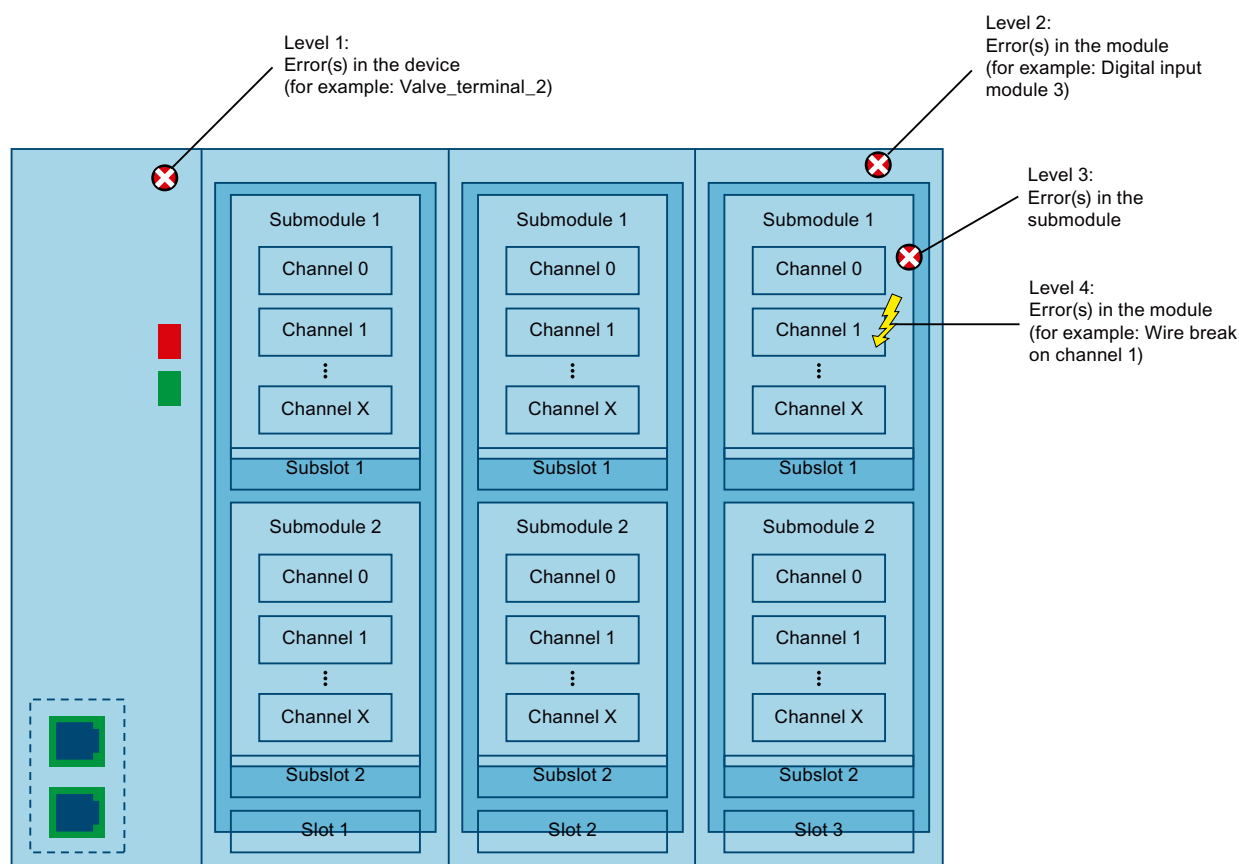 Level 1:
Error(s) in the device
(for example: Valve_terminal_2)
Level 2:
Error(s) in the module
(for example: Digital input
module 3)
Level 3:
Error(s) in the
submodule
Level 4:
Error(s) in the module
(for example: Wire break
on channel 1)
Submodule 1
Channel 0
Channel 1
Channel X
Subslot 1
Submodule 2
Channel 0
Channel 1
Channel X
Subslot 2
Slot 1
Submodule 1
Channel 0
Channel 1
Channel X
Subslot 1
Submodule 2
Channel 0
Channel 1
Channel X
Subslot 2
Slot 2
Submodule 1
Channel 0
Channel 1
Channel X
Subslot 1
Submodule 2
Channel 0
Channel 1
Channel X
Subslot 2
Slot 3